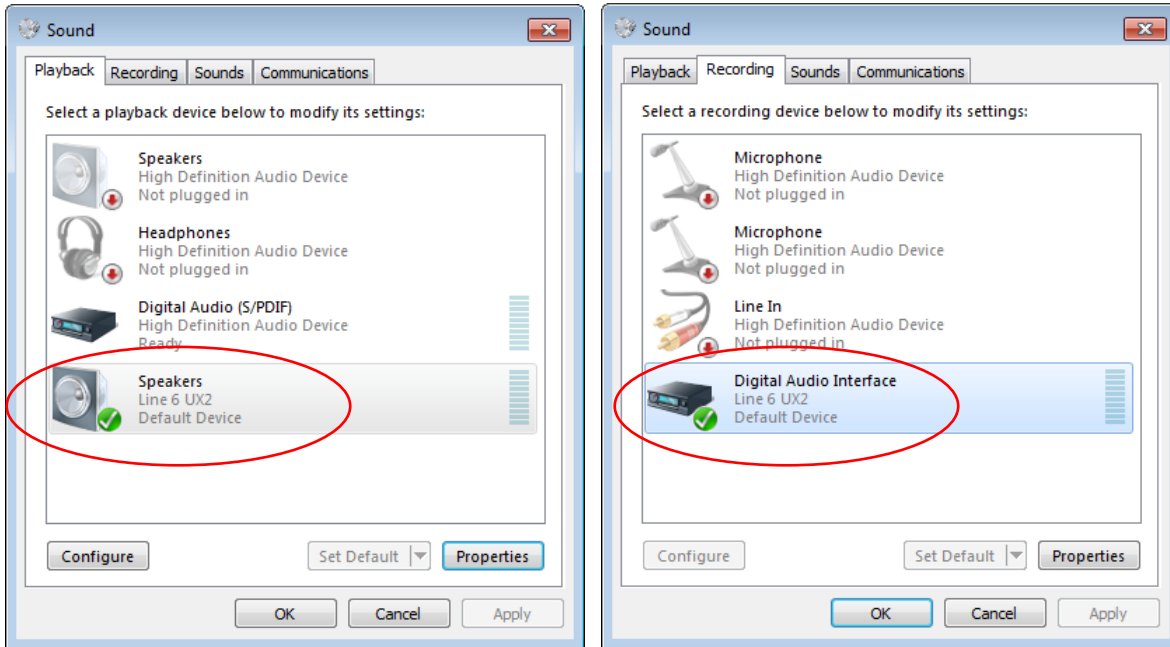 Sound
Playback
Recording
Sounds
Communications
Select a playback device below to modify its settings:
Speakers
High Definition Audio Device
Not plugged in
Headphones
High Definition Audio Device
Not plugged in
Digital Audio (S/PDIF)
High Definition Audio Device
Ready
Speakers
Line 6 UX2
Default Device
Configure
Set Default
Properties
OK
Cancel
Apply
Sound
Playback
Recording
Sounds
Communications
Select a recording device below to modify its settings:
Microphone
High Definition Audio Device
Not plugged in
Microphone
High Definition Audio Device
Not plugged in
Line In
High Definition Audio Device
Not plugged in
Digital Audio Interface
Line 6 UX2
Default Device
Configure
Set Default
Properties
OK
Cancel
Apply